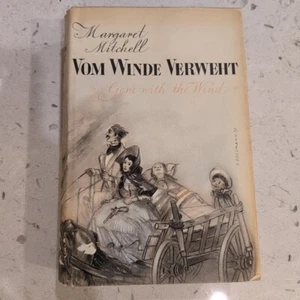 Margaret
Mitchell
VOM WINDE VERWEHT
Gone with the Wind